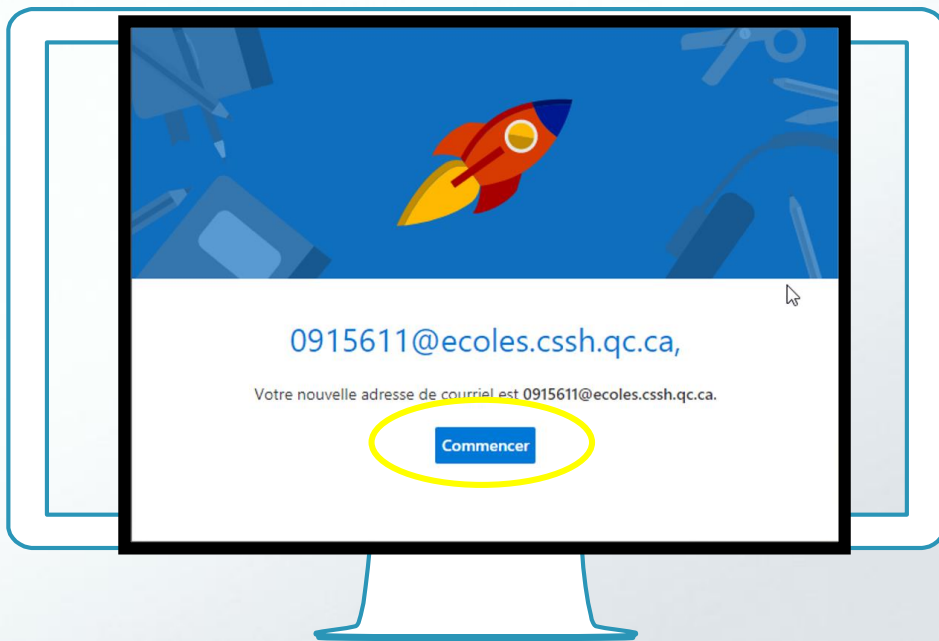 0915611@ecoles.cssh.qc.ca,
Votre nouvelle adresse de courriel est 0915611@ecoles.cssh.qc.ca.
Commencer